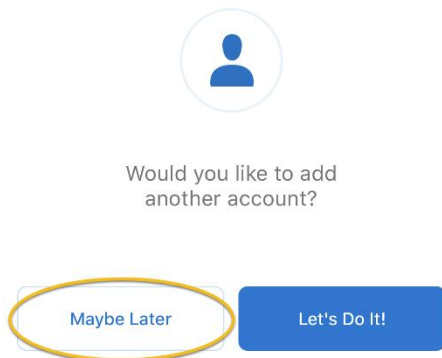 Would you like to add
another account?
Maybe Later
Let's Do It!